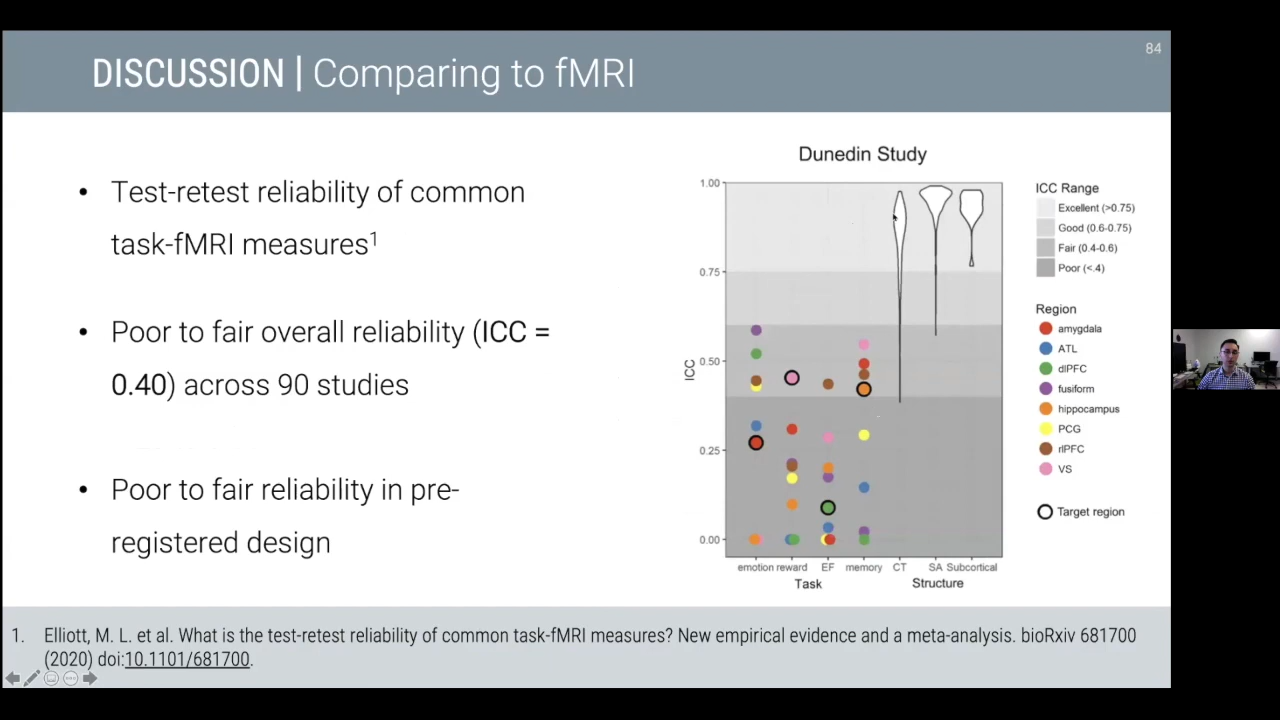 84
DISCUSSION | Comparing to fMRI
• Test-retest reliability of common
task-fMRI measures1
• Poor to fair overall reliability (ICC =
0.40) across 90 studies
• Poor to fair reliability in pre-
registered design
Dunedin Study
ICC
1.00
0.75
0.50
0.25
0.00
emotion reward EF memory CT SA Subcortical
Task Structure
ICC Range
Excellent (>0.75)
Good (0.6-0.75)
Fair (0.4-0.6)
Poor (<.4)
Region
amygdala
ATL
dlPFC
fusiform
hippocampus
PCG
rlPFC
VS
Target region
1. Elliott, M. L. et al. What is the test-retest reliability of common task-fMRI measures? New empirical evidence and a meta-analysis. bioRxiv 681700
(2020) doi:10.1101/681700.